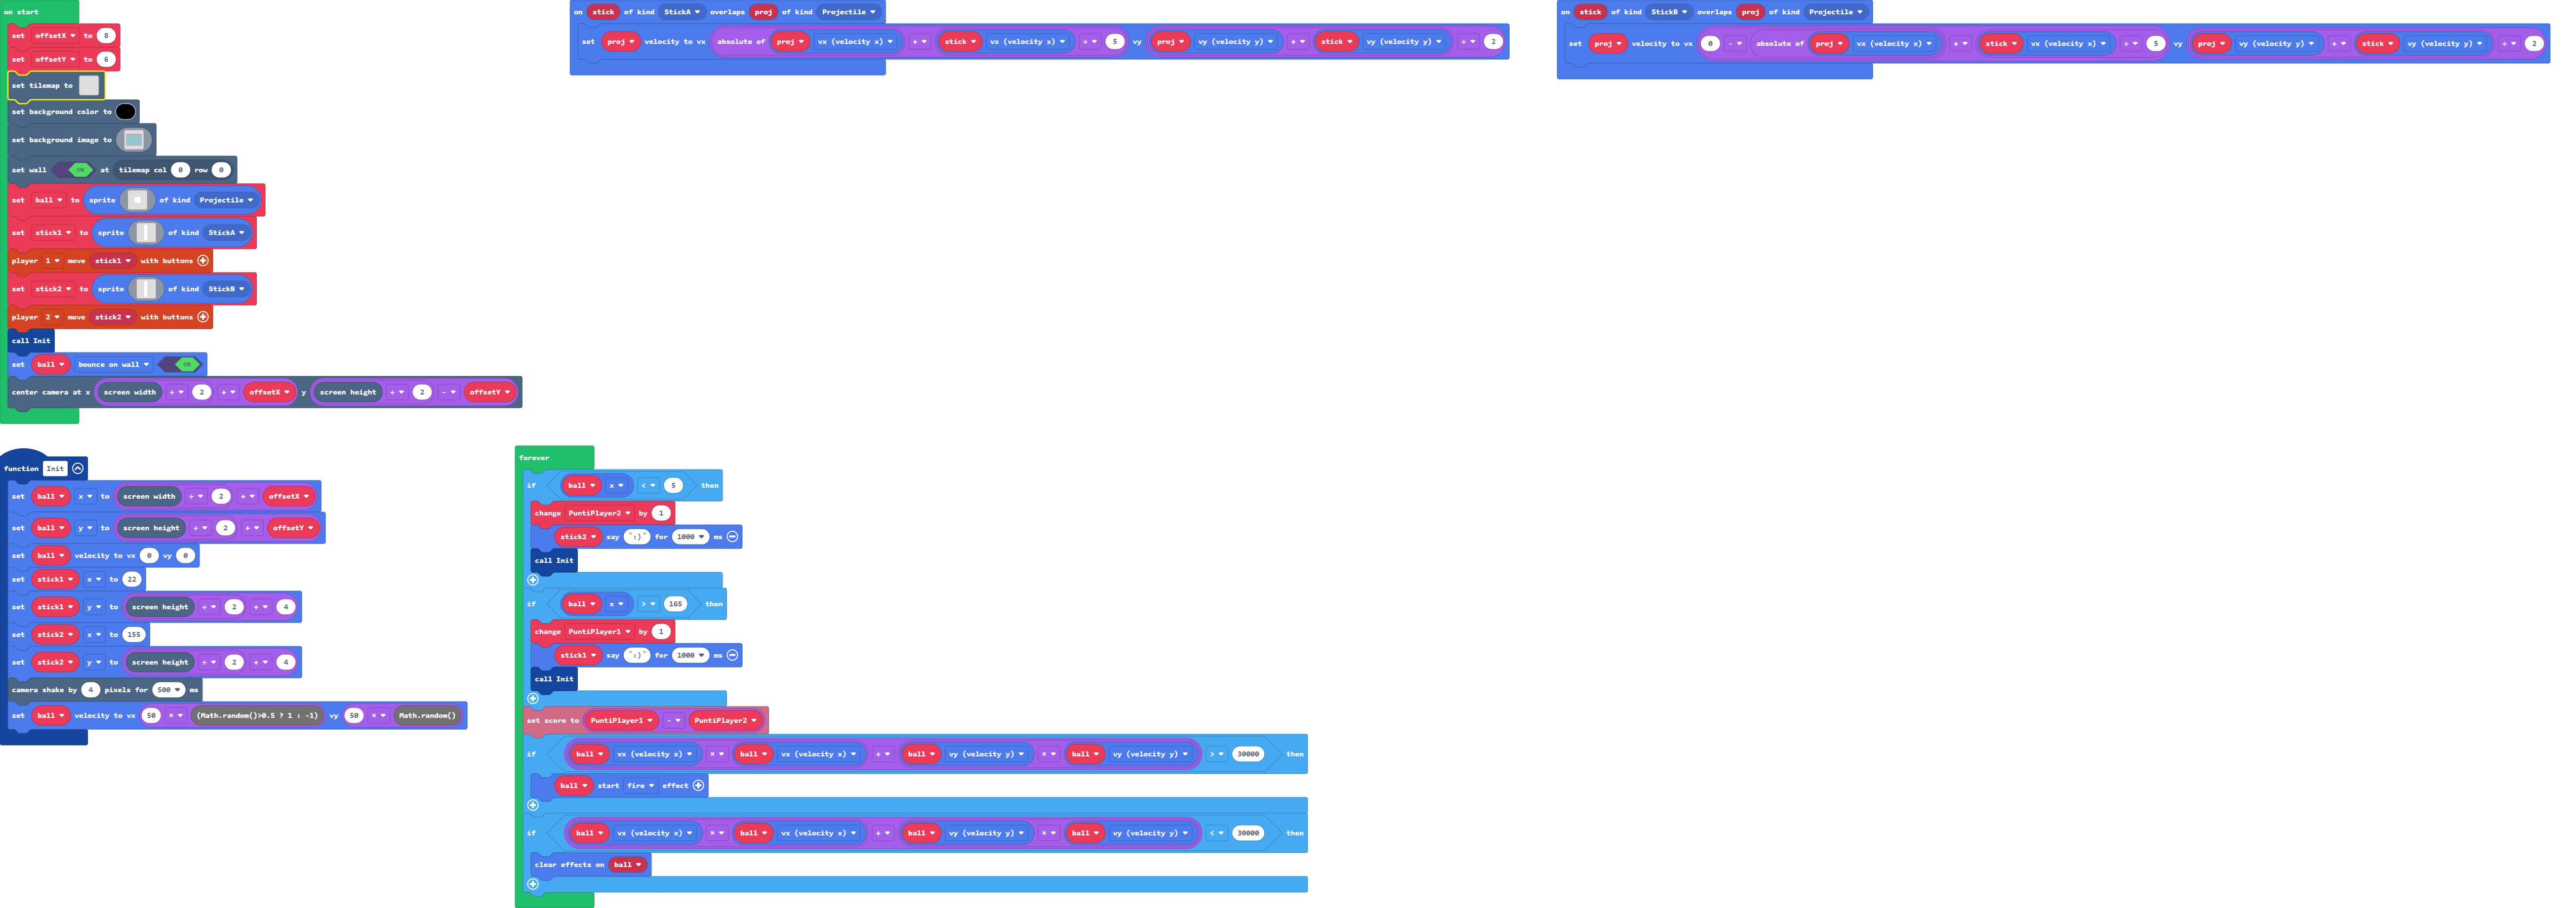 on start
set offsetX to 8
set offsetY to 6
set tilemap to
set background color to
set background image to
set wall ON at tilemap col 0 row 0
set ball to sprite of kind Projectile
set stick1 to sprite of kind StickA
player 1 move stick1 with buttons
set stick2 to sprite of kind StickB
player 2 move stick2 with buttons
call Init
set ball bounce on wall ON
center camera at x screen width ÷ 2 + offsetX y screen height ÷ 2 - offsetY
on stick of kind StickA overlaps proj of kind Projectile
set proj velocity to vx absolute of proj vx (velocity x) + stick vx (velocity x) ÷ 5 vy proj vy (velocity y) + stick vy (velocity y) ÷ 2
on stick of kind StickB overlaps proj of kind Projectile
set proj velocity to vx 0 - absolute of proj vx (velocity x) + stick vx (velocity x) ÷ 5 vy proj vy (velocity y) + stick vy (velocity y) ÷ 2
function Init
set ball x to screen width ÷ 2 + offsetX
set ball y to screen height ÷ 2 + offsetY
set ball velocity to vx 0 vy 0
set stick1 x to 22
set stick1 y to screen height ÷ 2 + 4
set stick2 x to 155
set stick2 y to screen height ÷ 2 + 4
camera shake by 4 pixels for 500 ms
set ball velocity to vx 50 × (Math.random()>0.5 ? 1 : -1) vy 50 × Math.random()
forever
if ball x < 5 then
change PuntiPlayer2 by 1
stick2 say ":)" for 1000 ms
call Init
if ball x > 165 then
change PuntiPlayer1 by 1
stick1 say ":)" for 1000 ms
call Init
set score to PuntiPlayer1 - PuntiPlayer2
if ball vx (velocity x) × ball vx (velocity x) + ball vy (velocity y) × ball vy (velocity y) > 30000 then
ball start fire effect
if ball vx (velocity x) × ball vx (velocity x) + ball vy (velocity y) × ball vy (velocity y) < 30000 then
clear effects on ball